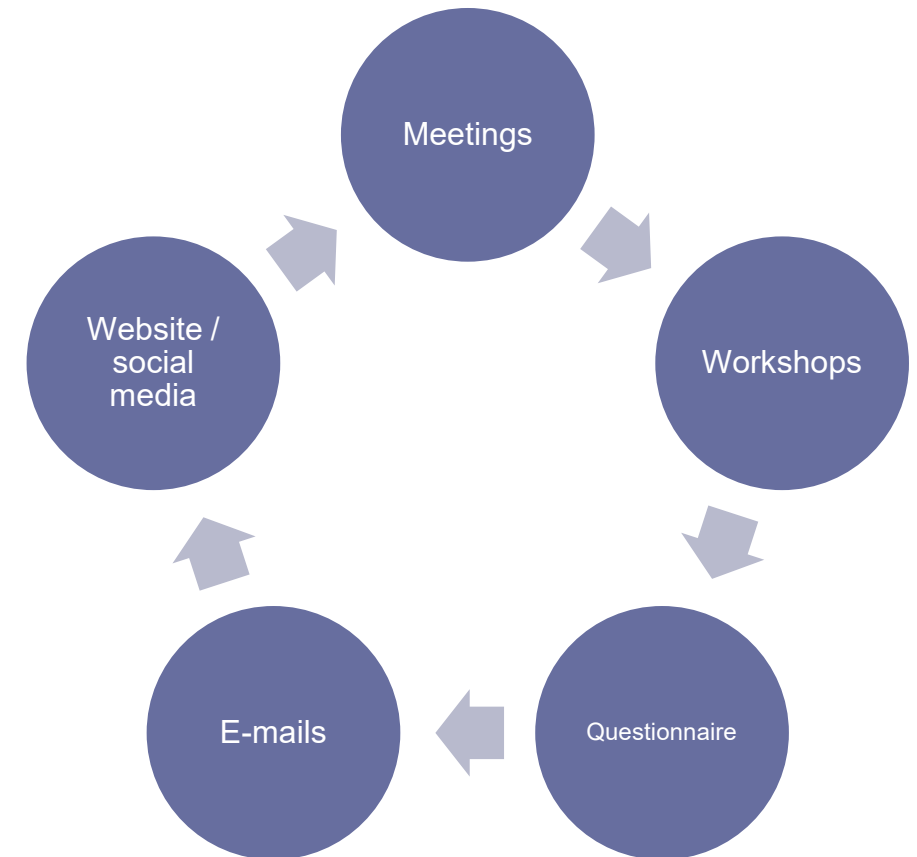 Meetings
Workshops
Questionnaire
E-mails
Website /
social
media